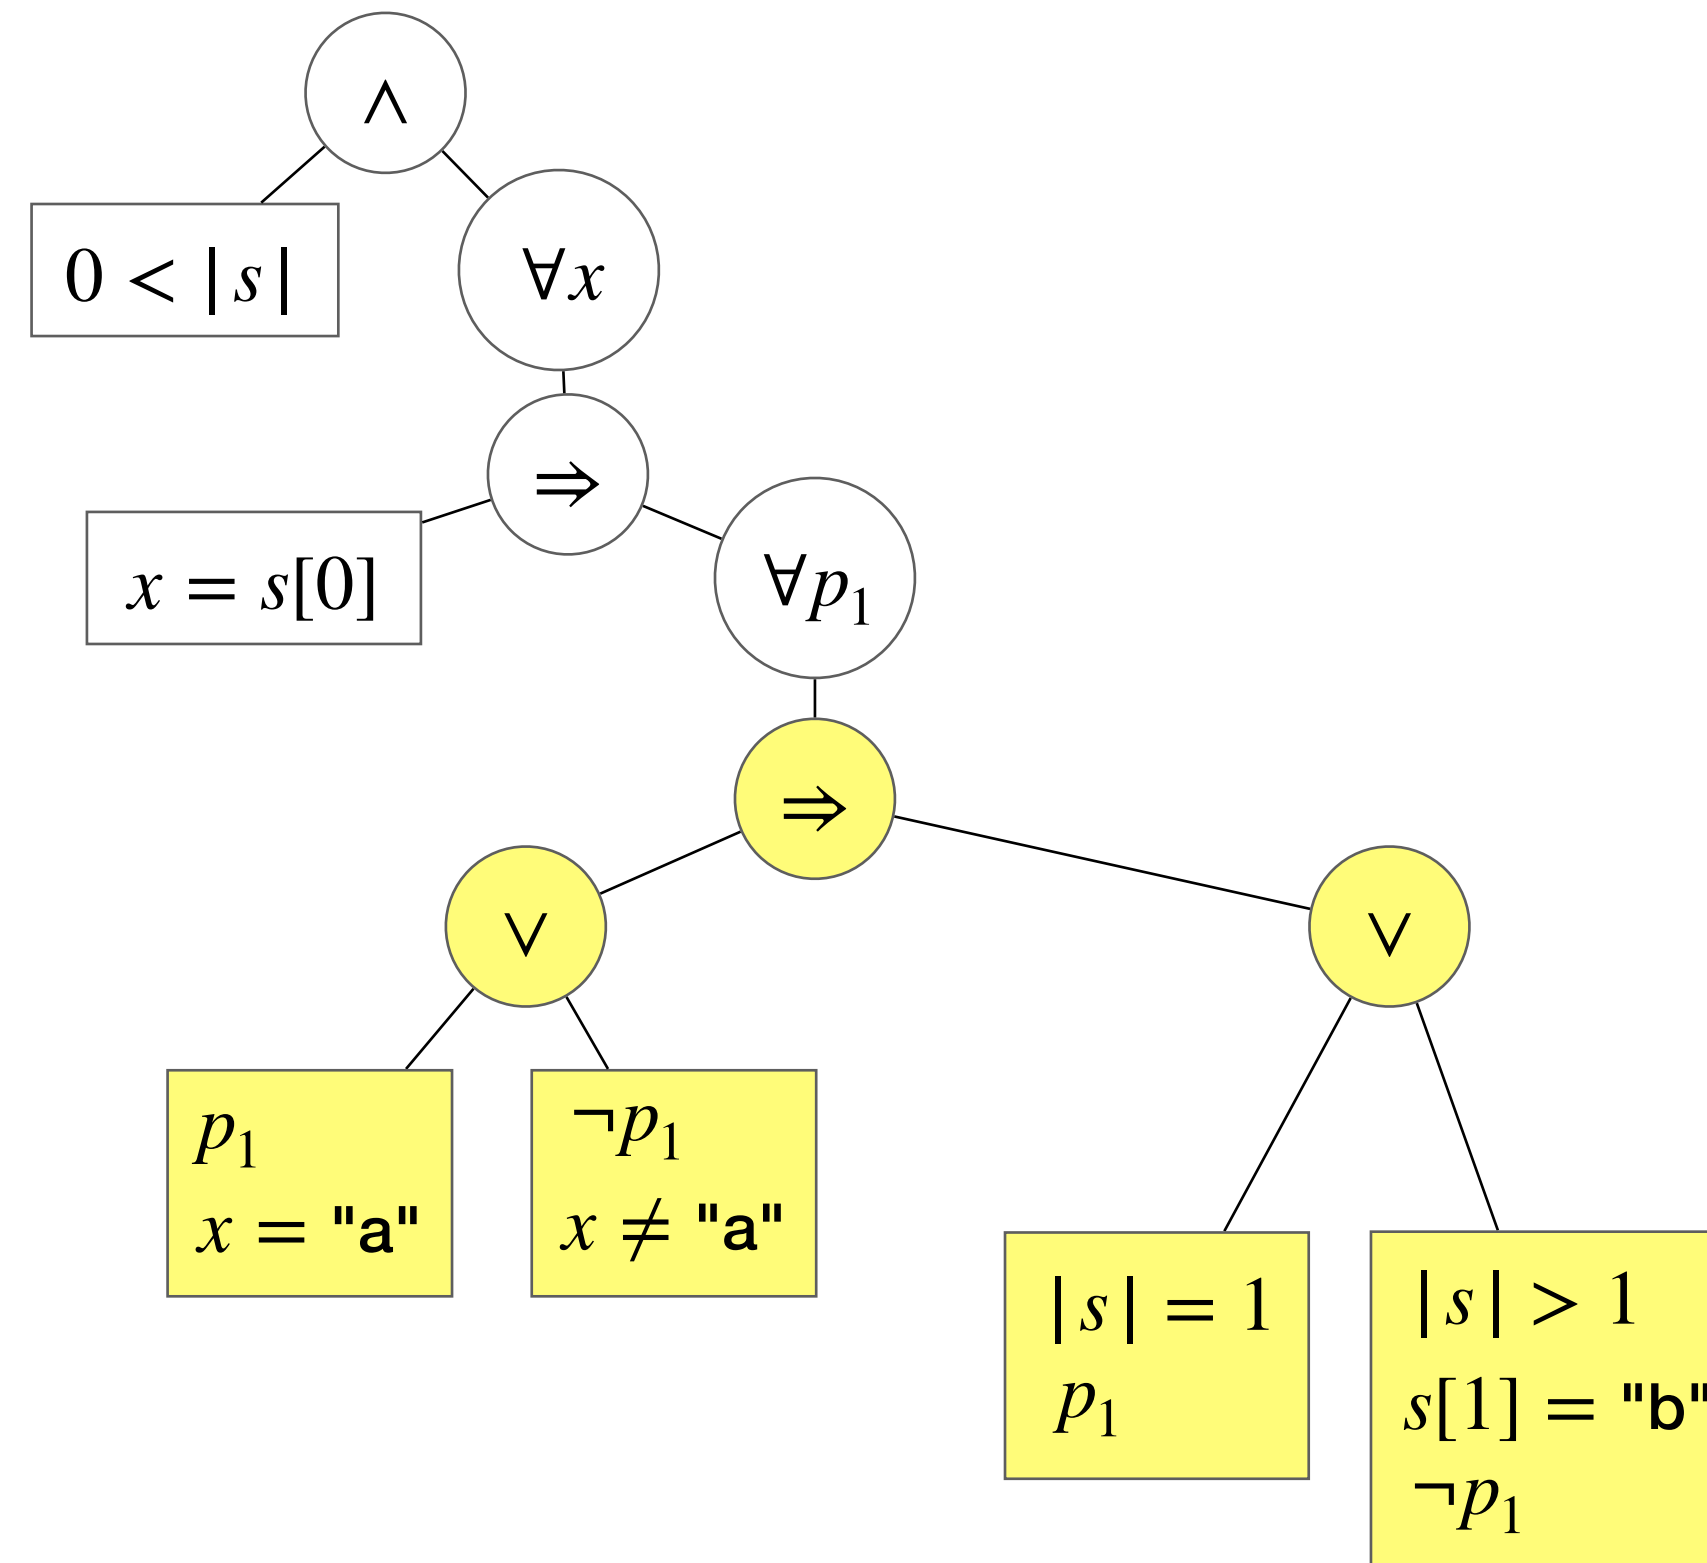 ∧
0 < |s|
∀x
⇒
x = s[0]
∀p₁
⇒
∨
∨
p₁
x = "a"
¬p₁
x ≠ "a"
|s| = 1
p₁
|s| > 1
s[1] = "b"
¬p₁